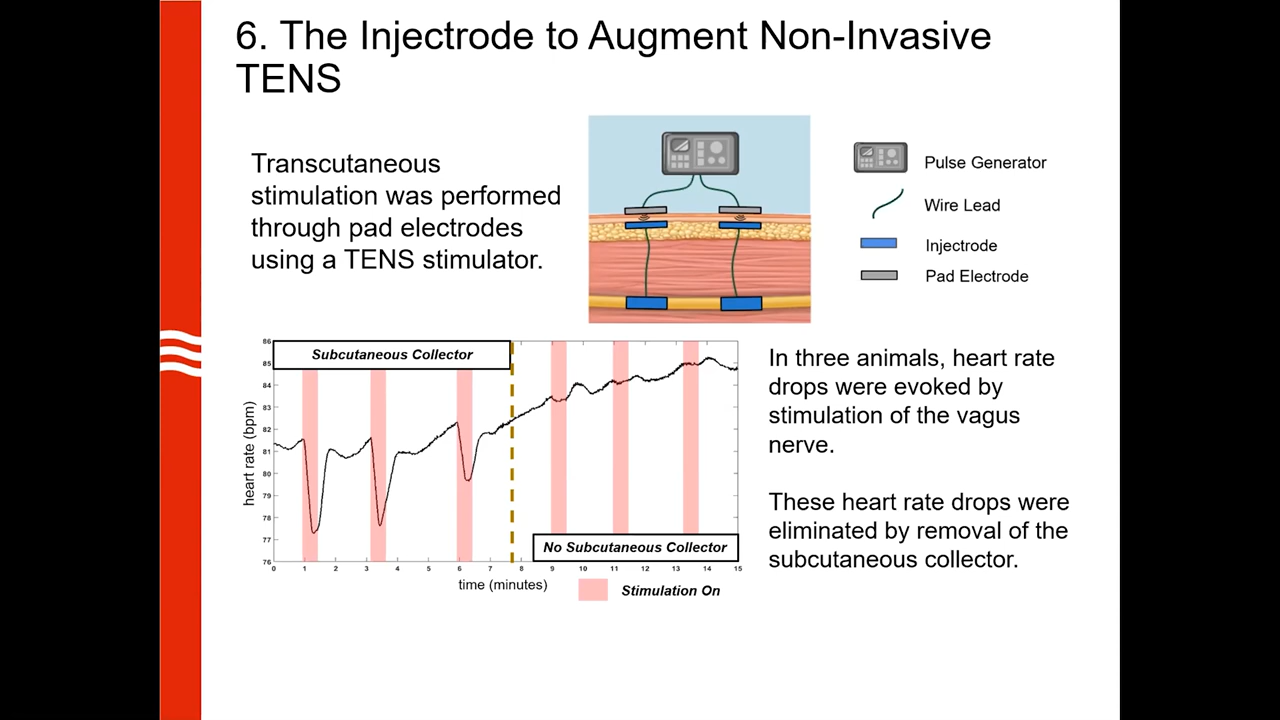 6. The Injectrode to Augment Non-Invasive
TENS
Transcutaneous
stimulation was performed
through pad electrodes
using a TENS stimulator.
Pulse Generator
Wire Lead
Injectrode
Pad Electrode
Subcutaneous Collector
86
85
84
83
82
81
80
79
78
77
76
heart rate (bpm)
0 1 2 3 4 5 6 7 8 9 10 11 12 13 14 15
time (minutes)
No Subcutaneous Collector
Stimulation On
In three animals, heart rate
drops were evoked by
stimulation of the vagus
nerve.
These heart rate drops were
eliminated by removal of the
subcutaneous collector.